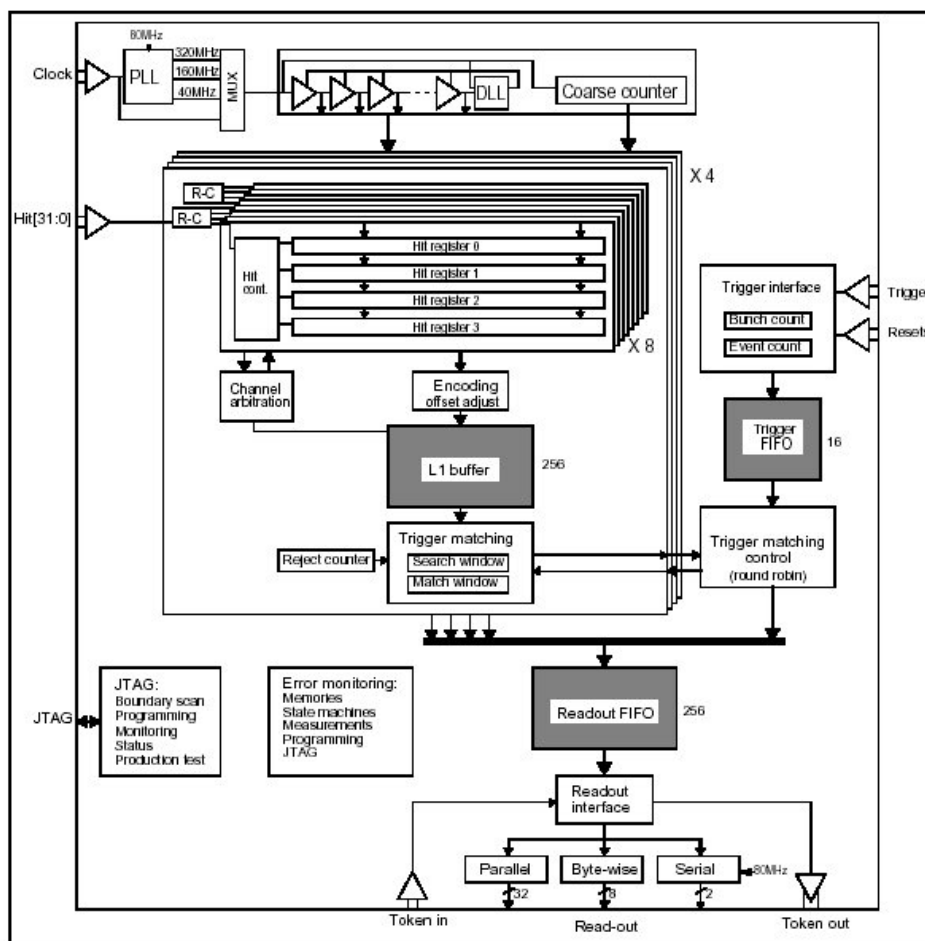 80MHz
Clock
PLL
320MHz
160MHz
40MHz
MUX
DLL
Coarse counter
X 4
Hit[31:0]
R-C
R-C
Hit cont.
Hit register 0
Hit register 1
Hit register 2
Hit register 3
X 8
Trigger interface
Bunch count
Event count
Trigge
Resets
Channel
arbitration
Encoding
offset adjust
L1 buffer
256
Trigger
FIFO
16
Reject counter
Trigger matching
Search window
Match window
Trigger matching
control
(round robin)
JTAG
JTAG:
Boundary scan
Programming
Monitoring
Status
Production test
Error monitoring:
Memories
State machines
Measurements
Programming
JTAG
Readout FIFO
256
Readout
interface
Parallel
Byte-wise
Serial
80MHz
32
8
2
Token in
Read-out
Token out